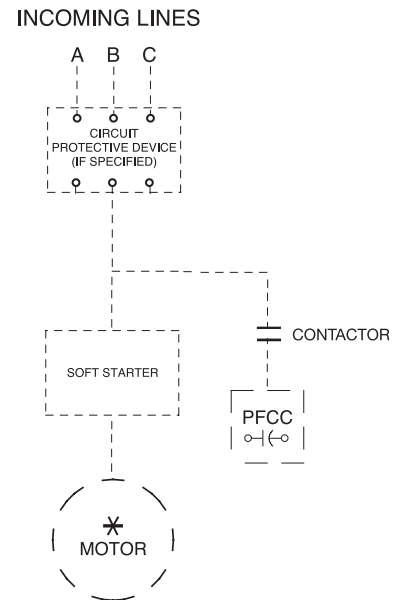 INCOMING LINES
A B C
CIRCUIT
PROTECTIVE DEVICE
(IF SPECIFIED)
CONTACTOR
SOFT STARTER
PFCC
MOTOR